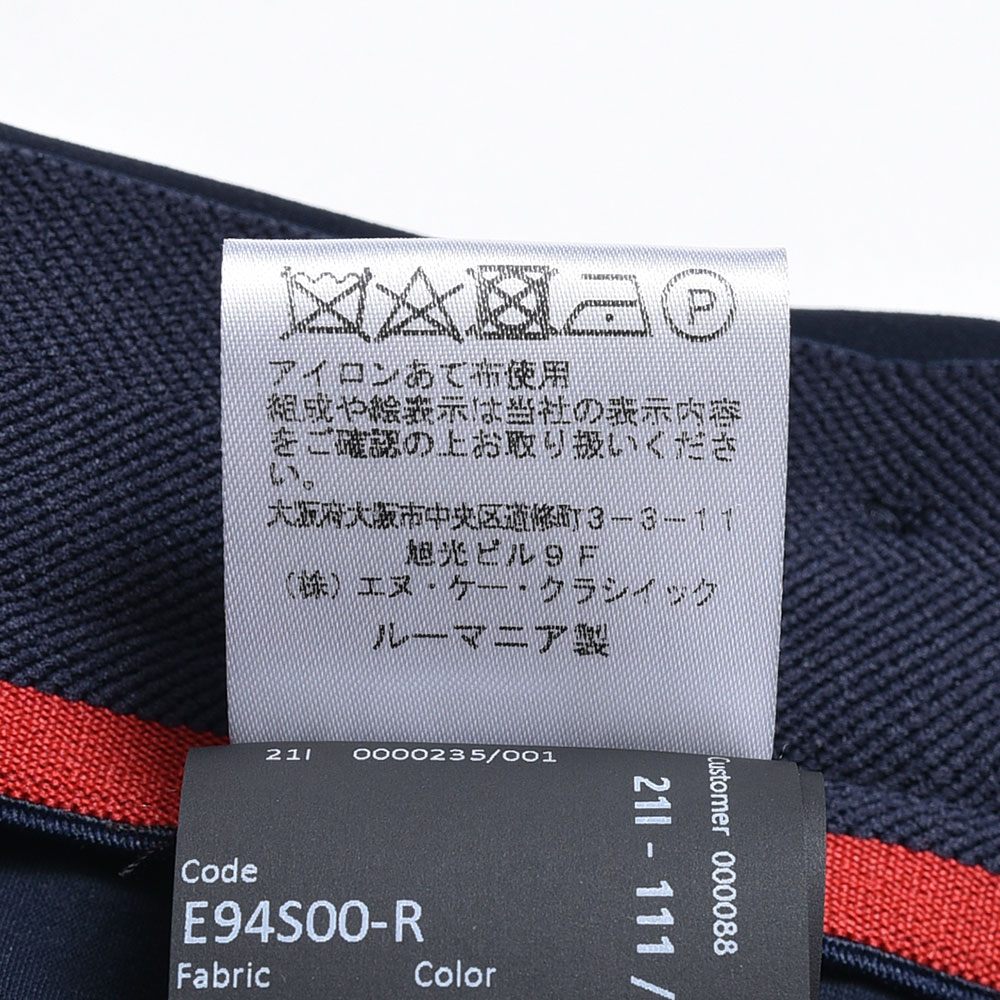 P
アイロンあて布使用
組成や絵表示は当社の表示内容
をご確認の上お取り扱いくださ
い。
大阪府大阪市中央区道修町3-3-11
旭光ビル9F
(株)エヌ・ケー・クラシイック
ルーマニア製
21I 0000235/001
Code
E94S00-R
Fabric Color
Customer 000088
21I - 111 /